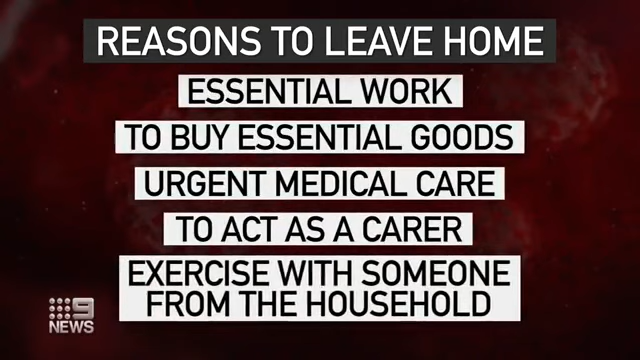 REASONS TO LEAVE HOME
ESSENTIAL WORK
TO BUY ESSENTIAL GOODS
URGENT MEDICAL CARE
TO ACT AS A CARER
EXERCISE WITH SOMEONE
FROM THE HOUSEHOLD
9
NEWS